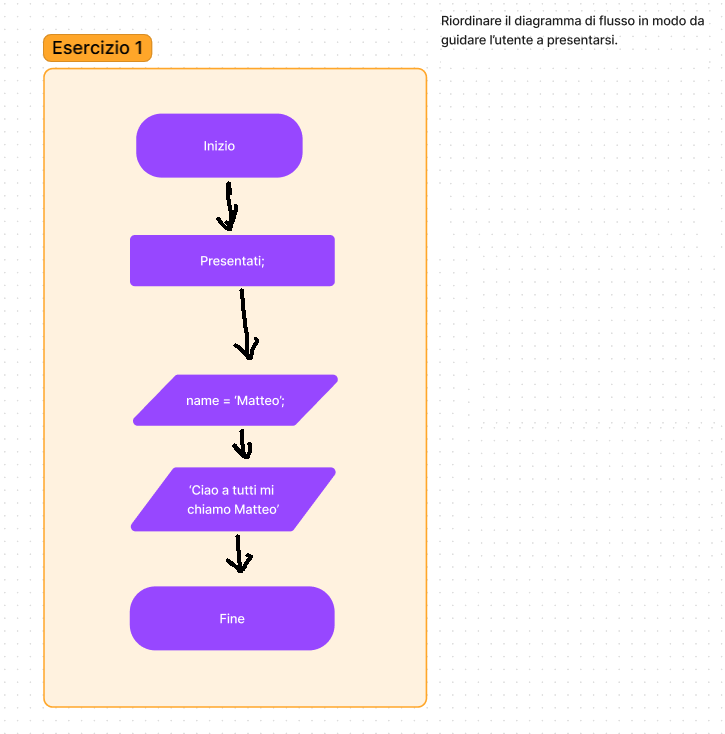 Riordinare il diagramma di flusso in modo da
guidare l’utente a presentarsi.
Esercizio 1
Inizio
Presentati;
name = ‘Matteo’;
‘Ciao a tutti mi
chiamo Matteo’
Fine